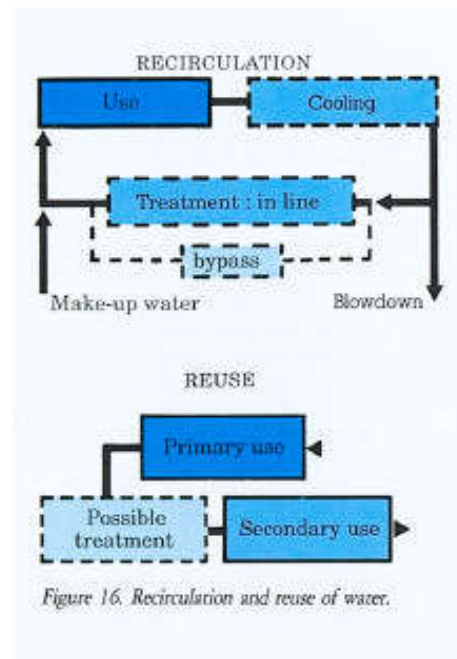 RECIRCULATION
Use
Cooling
Treatment : in line
bypass
Make-up water
Blowdown
REUSE
Primary use
Possible
treatment
Secondary use
Figure 16. Recirculation and reuse of water.